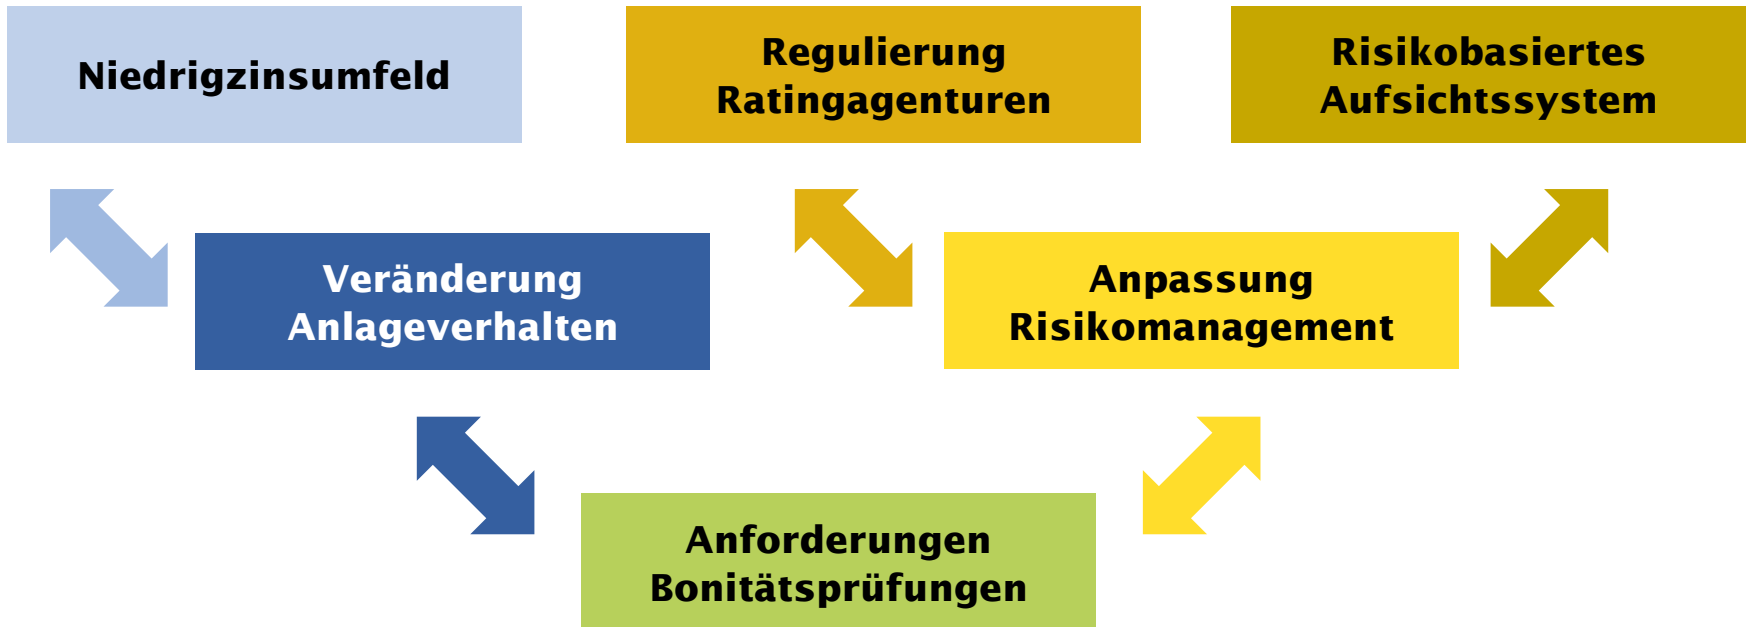 Niedrigzinsumfeld
Regulierung
Ratingagenturen
Risikobasiertes
Aufsichtssystem
Veränderung
Anlageverhalten
Anpassung
Risikomanagement
Anforderungen
Bonitätsprüfungen